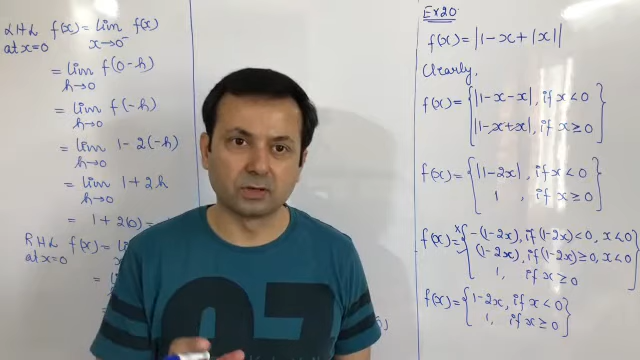 LHL f(x) = lim f(x)
at x=0 x→0⁻
= lim f(0-h)
h→0
= lim f(-h)
h→0
= lim 1-2(-h)
h→0
= lim 1+2h
h→0
= 1+2(0) =
RHL f(x) = lim
at x=0
Ex 20:
f(x) = |1-x+|x||
Clearly,
f(x) = { |1-x-x|, if x<0
|1-x+x|, if x≥0 }
f(x) = { |1-2x|, if x<0
1, if x≥0 }
f(x) = { -(1-2x), if (1-2x)<0, x<0
(1-2x), if (1-2x)≥0, x<0
1, if x≥0 }
f(x) = { 1-2x, if x<0
1, if x≥0 }